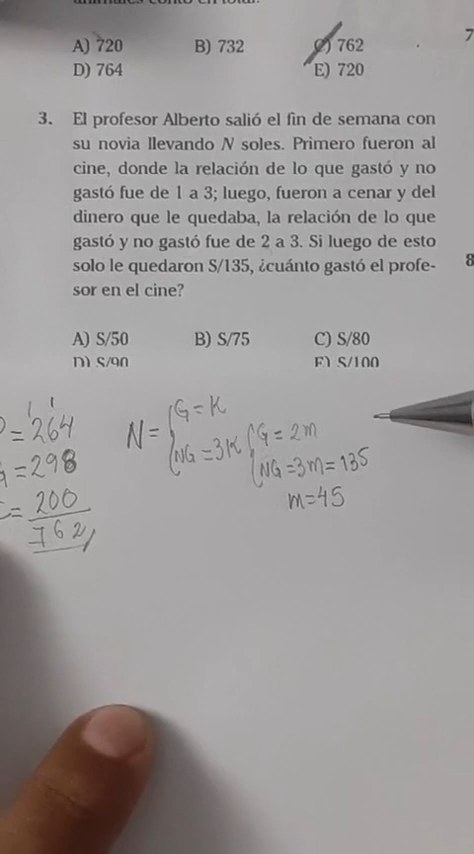 A) 720 B) 732 C) 762 7
D) 764 E) 720
3. El profesor Alberto salió el fin de semana con
su novia llevando N soles. Primero fueron al
cine, donde la relación de lo que gastó y no
gastó fue de 1 a 3; luego, fueron a cenar y del
dinero que le quedaba, la relación de lo que
gastó y no gastó fue de 2 a 3. Si luego de esto
solo le quedaron S/135, ¿cuánto gastó el profe- 8
sor en el cine?
A) S/50 B) S/75 C) S/80
D) S/90 E) S/100
1 1
= 264
= 298
= 200
762
N = G = K
NG = 3K G = 2m
NG = 3m = 135
m = 45